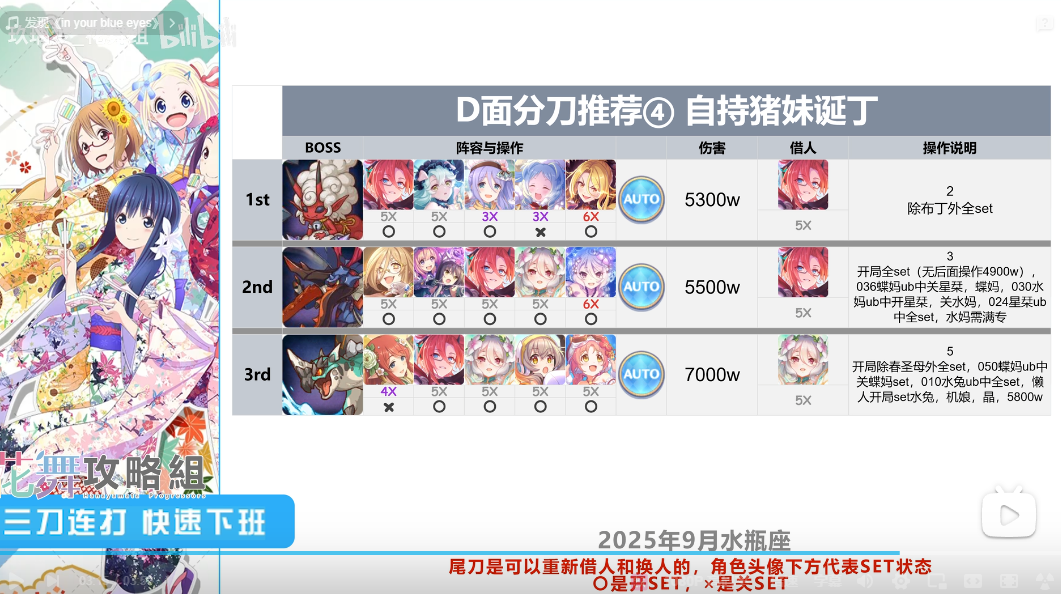 发现《in your blue eyes》
bilibili
D面分刀推荐④ 自持猪妹诞丁
BOSS 阵容与操作 伤害 借人 操作说明
1st 5X 5X 3X 3X 6X AUTO 5300w 5X
○ ○ ○ × ○
2
除布丁外全set
2nd 5X 5X 5X 5X 6X AUTO 5500w 5X
○ ○ ○ ○ ○
3
开局全set（无后面操作4900w），
036蝶妈ub中关星栞，蝶妈，030水
妈ub中开星栞，关水妈，024星栞ub
中全set，水妈需满专
3rd 4X 5X 5X 5X 5X AUTO 7000w 5X
× ○ ○ ○ ○
5
开局除春圣母外全set，050蝶妈ub中
关蝶妈set，010水兔ub中全set，懒
人开局set水兔，机娘，晶，5800w
花舞攻略組
Hanayamata Progressors
三刀连打 快速下班
2025年9月水瓶座
尾刀是可以重新借人和换人的，角色头像下方代表SET状态
○是开SET，×是关SET